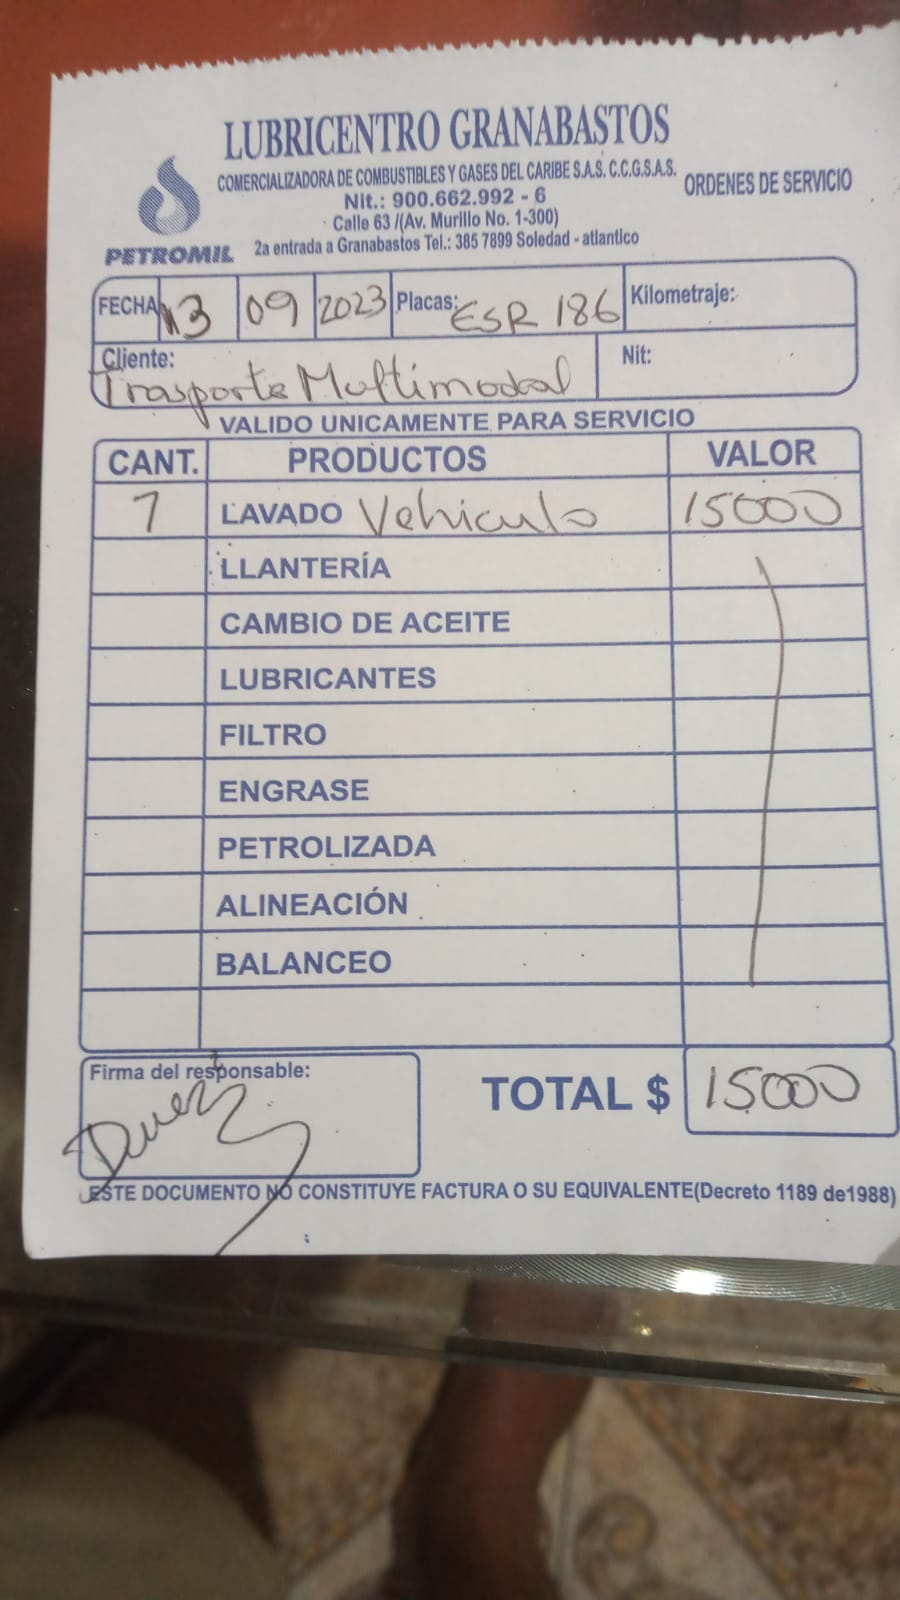 LUBRICENTRO GRANABASTOS
COMERCIALIZADORA DE COMBUSTIBLES Y GASES DEL CARIBE S.A.S. C.C.G.S.A.S.
ORDENES DE SERVICIO
Nit.: 900.662.992 - 6
Calle 63 /(Av. Murillo No. 1-300)
PETROMIL
2a entrada a Granabastos Tel.: 385 7899 Soledad - atlantico
FECHA 13 09 2023 Placas: ESR 186 Kilometraje:
Cliente: Trasporte Multimodal Nit:
VALIDO UNICAMENTE PARA SERVICIO
CANT. PRODUCTOS VALOR
1 LAVADO Vehiculo 15000
LLANTERÍA
CAMBIO DE ACEITE
LUBRICANTES
FILTRO
ENGRASE
PETROLIZADA
ALINEACIÓN
BALANCEO
Firma del responsable:
TOTAL $ 15000
ESTE DOCUMENTO NO CONSTITUYE FACTURA O SU EQUIVALENTE(Decreto 1189 de1988)